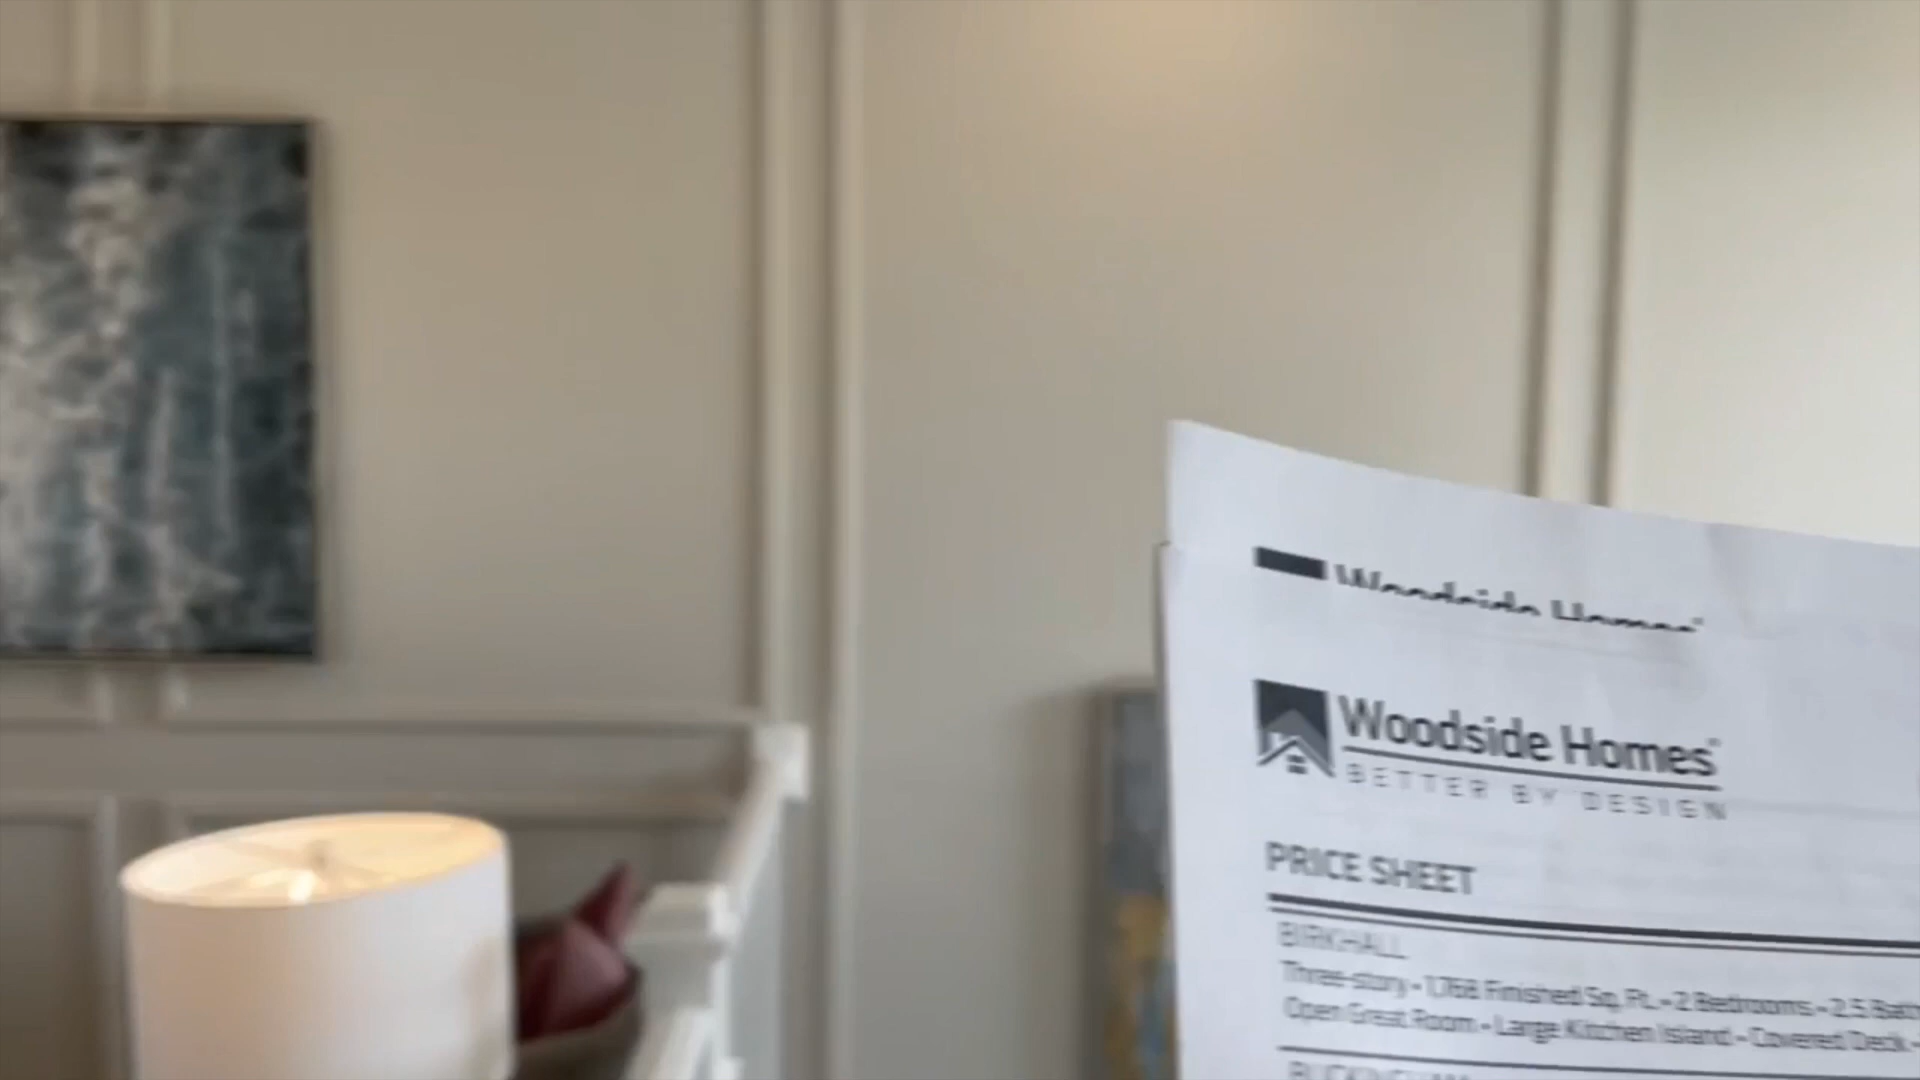 Woodside Homes
Woodside Homes
BETTER BY DESIGN
PRICE SHEET
BIRKHALL
Three-story - 1,768 Finished Sq. Ft. - 2 Bedrooms - 2.5 Bath
Open Great Room - Large Kitchen Island - Covered Deck -